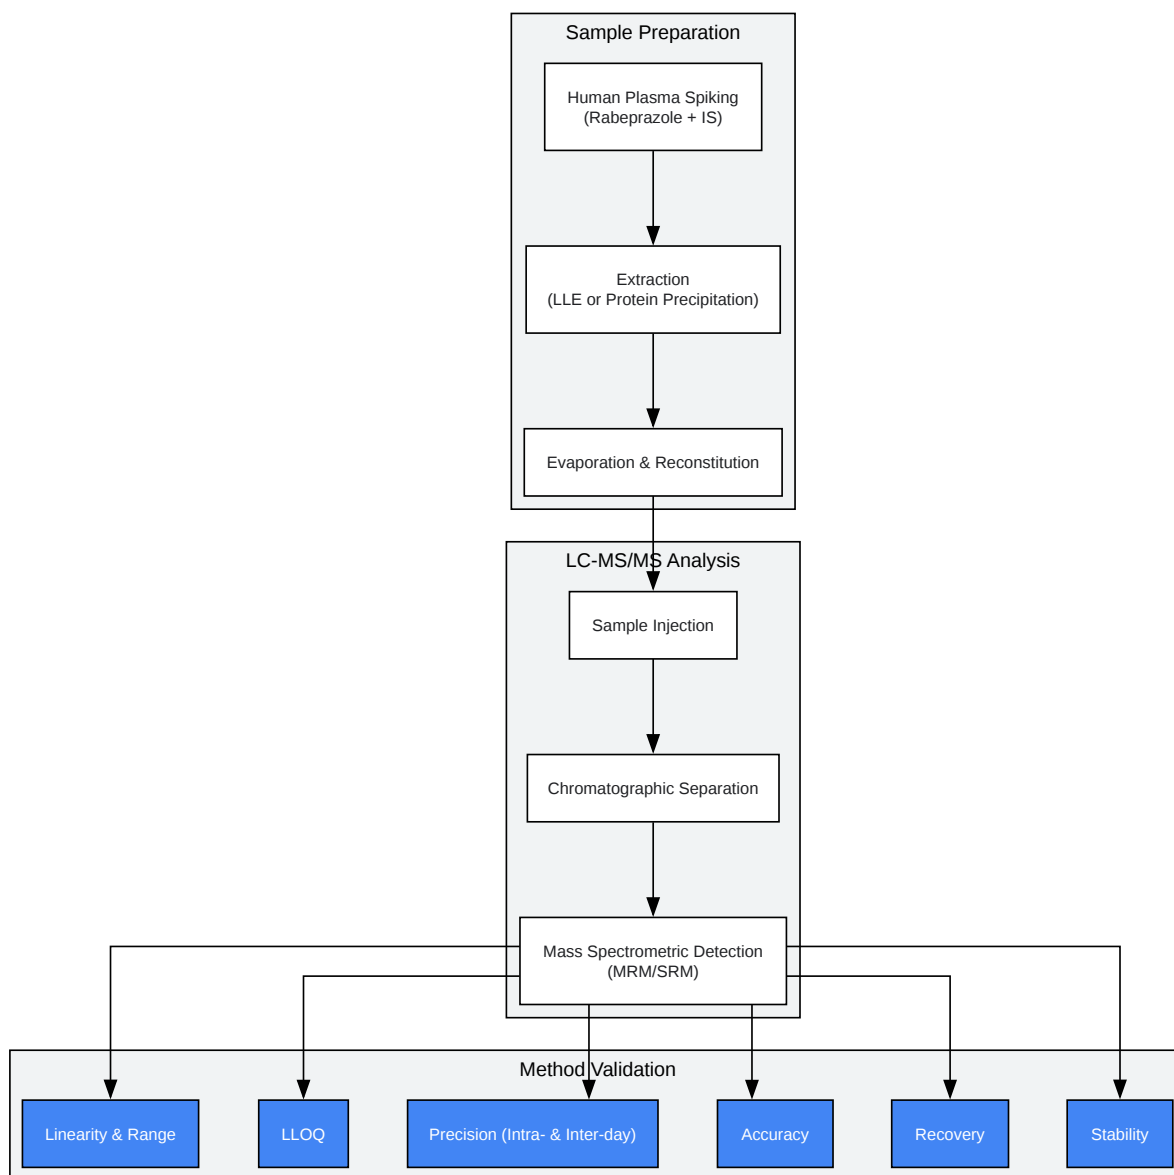 Sample Preparation
Human Plasma Spiking
(Rabeprazole + IS)
Extraction
(LLE or Protein Precipitation)
Evaporation & Reconstitution
LC-MS/MS Analysis
Sample Injection
Chromatographic Separation
Mass Spectrometric Detection
(MRM/SRM)
Method Validation
Linearity & Range
LLOQ
Precision (Intra- & Inter-day)
Accuracy
Recovery
Stability